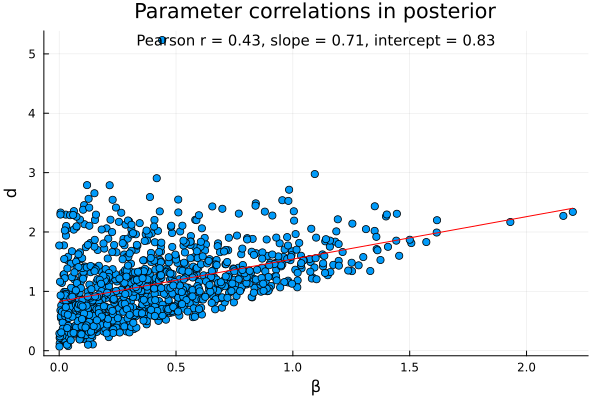 Parameter correlations in posterior
Pearson r = 0.43, slope = 0.71, intercept = 0.83
5
4
3
2
1
0
d
0.0 0.5 1.0 1.5 2.0
β